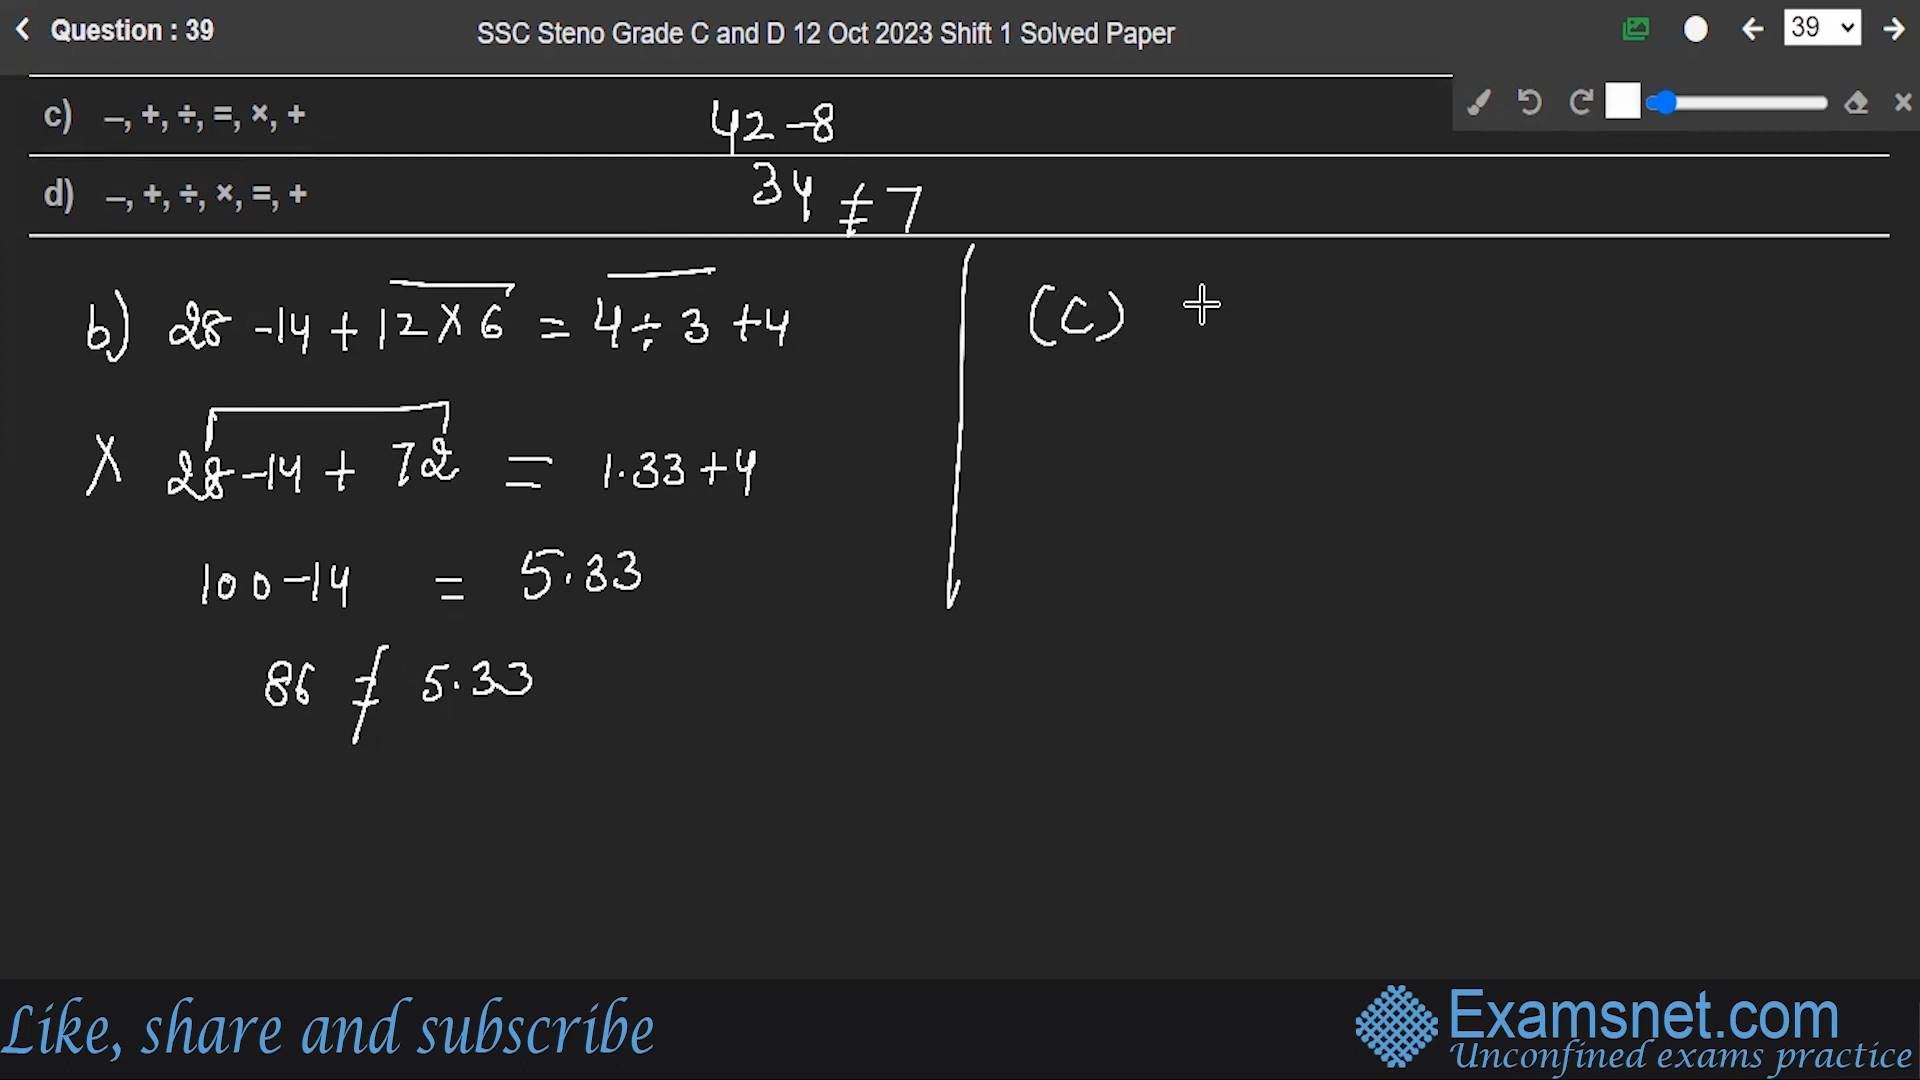 Question : 39
SSC Steno Grade C and D 12 Oct 2023 Shift 1 Solved Paper
39
c) –, +, ÷, =, ×, +
42 -8
d) –, +, ÷, ×, =, +
34 ≠ 7
b) 28 -14 + 12 X 6 = 4 ÷ 3 +4
(C)
X 28 -14 + 72 = 1.33 +4
100 -14 = 5.33
86 ≠ 5.33
Like, share and subscribe
Examsnet.com
Unconfined exams practice